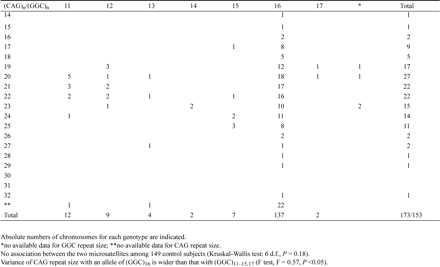 (CAG)n/(GGC)n 11 12 13 14 15 16 17 * Total
14 1 1
15 1 1
16 2 2
17 1 8 9
18 5 5
19 3 12 1 1 17
20 5 1 1 18 1 1 27
21 3 2 17 22
22 2 2 1 1 16 22
23 1 2 10 2 15
24 1 2 11 14
25 3 8 11
26 2 2
27 1 1 2
28 1 1
29 1 1
30
31
32 1 1
** 1 1 22
Total 12 9 4 2 7 137 2 173/153
Absolute numbers of chromosomes for each genotype are indicated.
*no available data for GGC repeat size; **no available data for CAG repeat size.
No association between the two microsatellites among 149 control subjects (Kruskal-Wallis test: 6 d.f., P = 0.18).
Variance of CAG repeat size with an allele of (GGC)16 is wider than that with (GGC)11–15,17 (F test, F = 0.57, P <0.05).